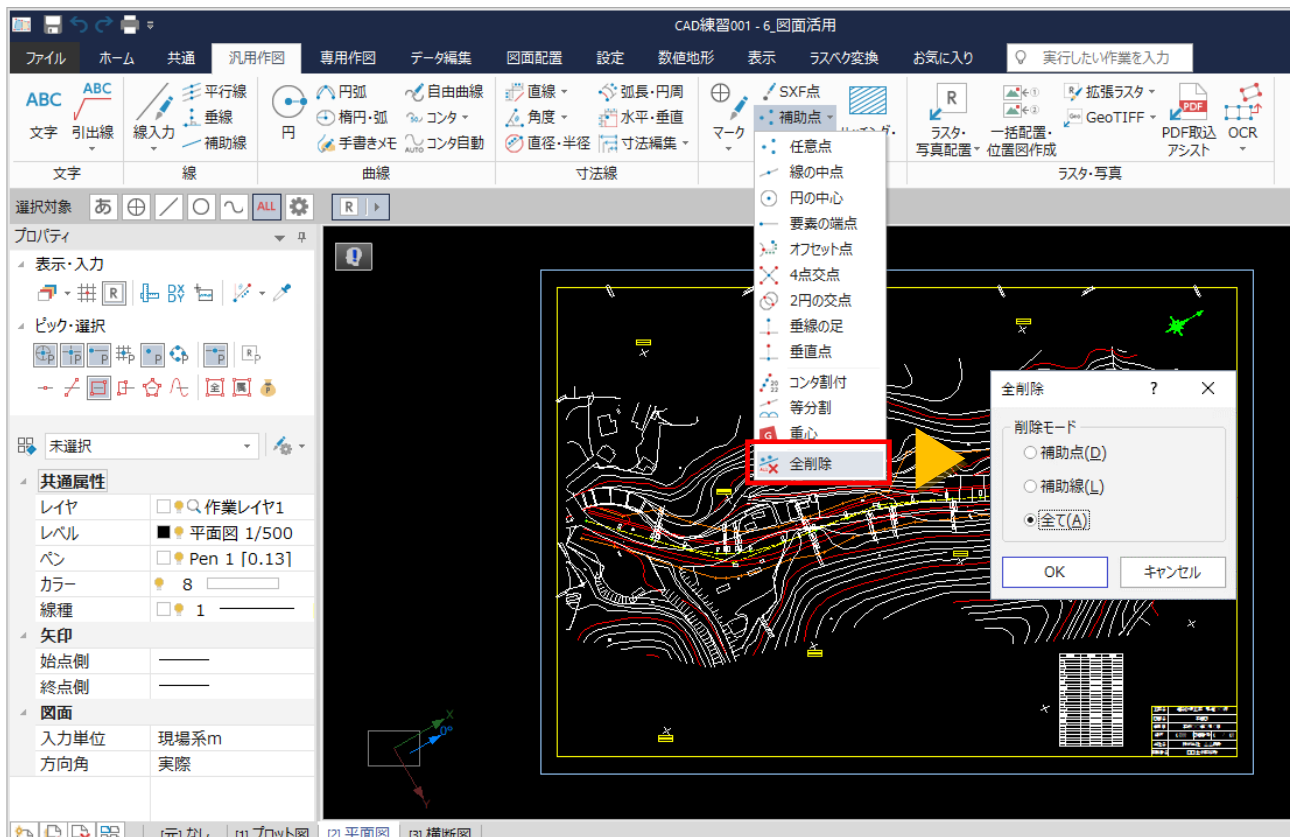 CAD練習001 - 6_図面活用
ファイル ホーム 共通 汎用作図 専用作図 データ編集 図面配置 設定 数値地形 表示 ラスベク変換 お気に入り 実行したい作業を入力
ABC 文字
ABC 引出線
線入力
平行線
垂線
補助線
円
円弧
楕円・弧
手書きメモ
自由曲線
コンタ
AUTO コンタ自動
直線
角度
直径・半径
弧長・円周
水平・垂直
寸法編集
マーク
SXF点
補助点
R
ラスタ・
写真配置
①
②
一括配置・
位置図作成
拡張ラスタ
Geo GeoTIFF
PDF
PDF取込
アシスト
OCR
文字 線 曲線 寸法線 ラスタ・写真
選択対象 あ ALL R
プロパティ
表示・入力
R DX DY
ピック・選択
P P P P P P P R P
全 属 P
未選択
共通属性
レイヤ 作業レイヤ1
レベル 平面図 1/500
ペン Pen 1 [0.13]
カラー 8
線種 1
矢印
始点側
終点側
図面
入力単位 現場系m
方向角 実際
任意点
線の中点
円の中心
要素の端点
オフセット点
4点交点
2円の交点
垂線の足
垂直点
20 22 コンタ割付
等分割
G 重心
ALL 全削除
全削除 ?
削除モード
補助点(D)
補助線(L)
全て(A)
OK キャンセル
X
0°
Y
[元] なし [1] プロット図 [2] 平面図 [3] 横断図